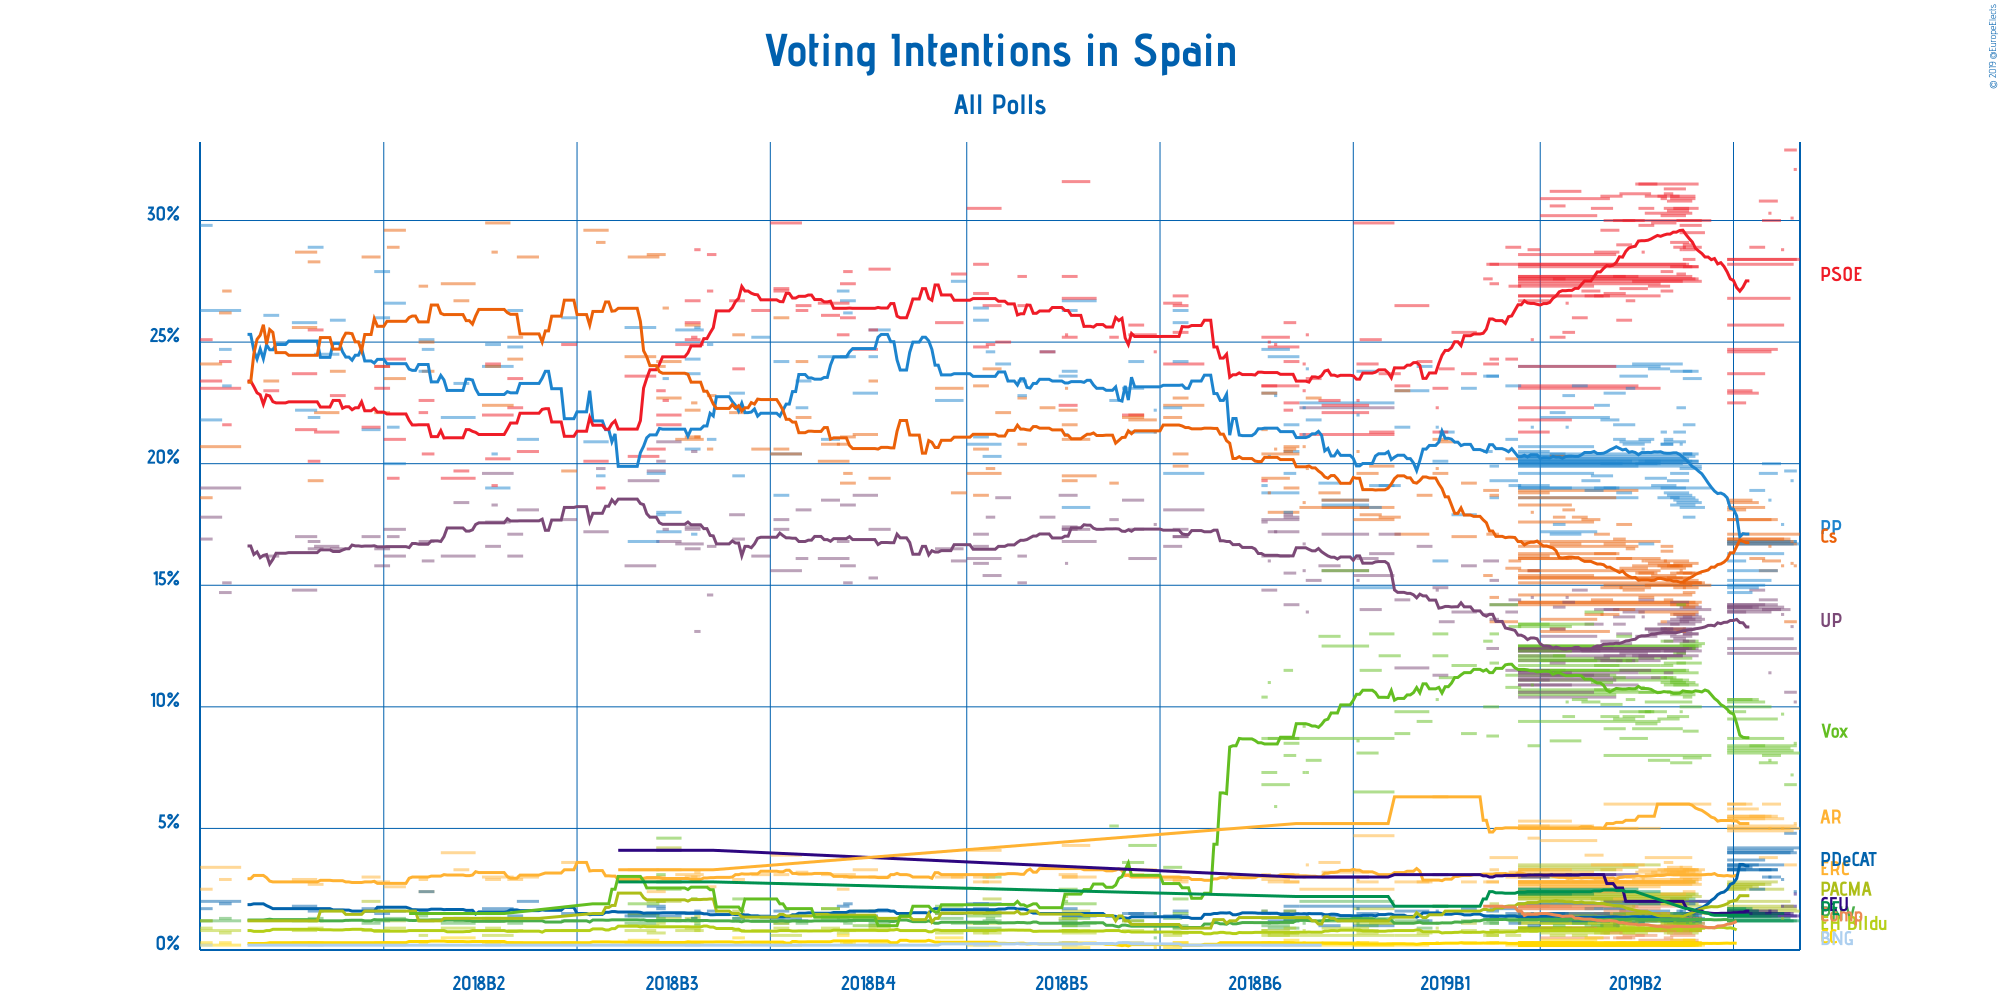 Voting Intentions in Spain
© 2019 @EuropeElects
All Polls
30%
25%
20%
15%
10%
5%
0%
PSOE
PP
Cs
UP
Vox
AR
PDeCAT
ERC
PACMA
CEU
EH Bildu
BNG
2018B2
2018B3
2018B4
2018B5
2018B6
2019B1
2019B2